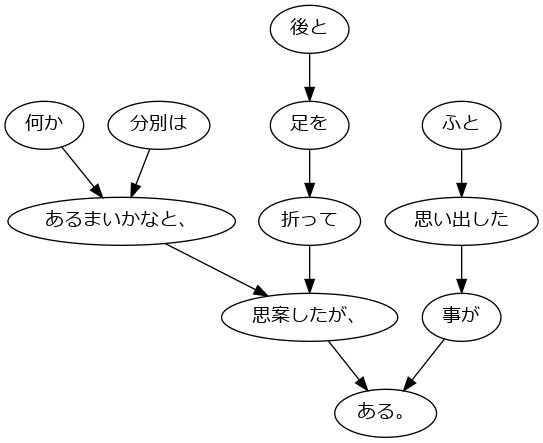 後と
何か
分別は
足を
ふと
あるまいかなと、
折って
思い出した
思案したが、
事が
ある。